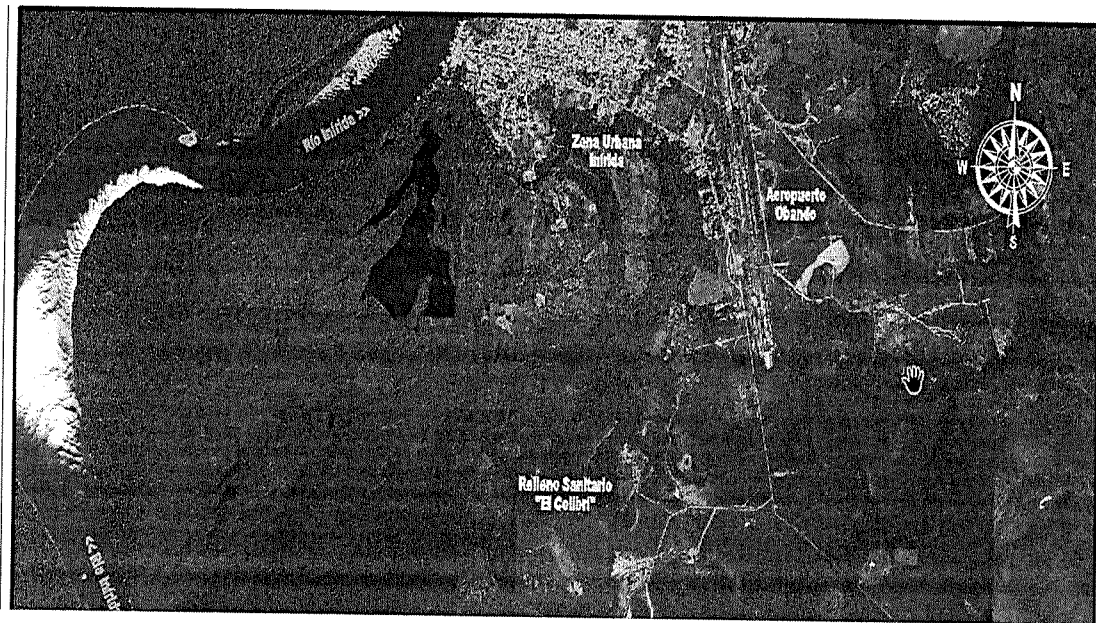 N
Río Inírida >>
Zona Urbana
Inírida
W
E
Aeropuerto
Obando
S
Relleno Sanitario
"El Colibrí"
<< Río Inírida